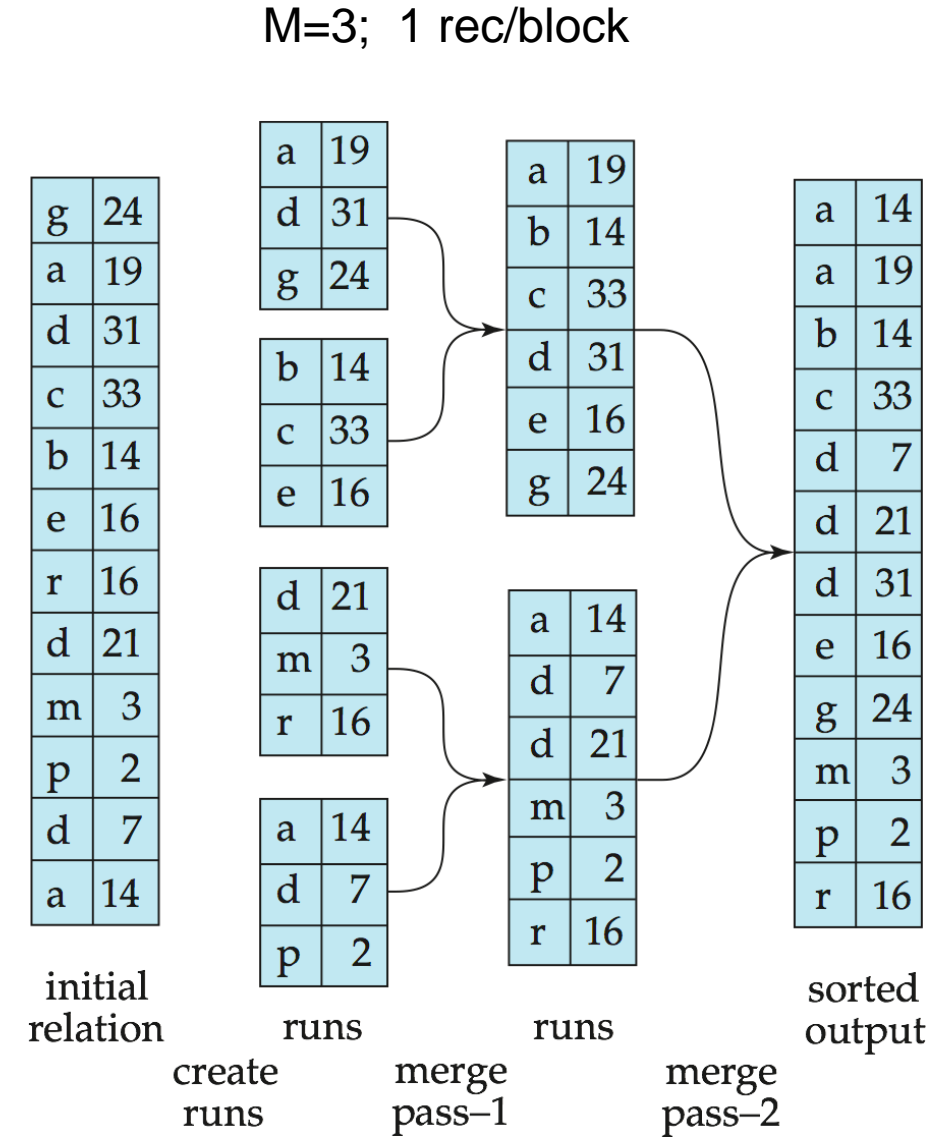 M=3; 1 rec/block
g 24
a 19
d 31
c 33
b 14
e 16
r 16
d 21
m 3
p 2
d 7
a 14
initial
relation
a 19
d 31
g 24
b 14
c 33
e 16
d 21
m 3
r 16
a 14
d 7
p 2
runs
a 19
b 14
c 33
d 31
e 16
g 24
a 14
d 7
d 21
m 3
p 2
r 16
runs
a 14
a 19
b 14
c 33
d 7
d 21
d 31
e 16
g 24
m 3
p 2
r 16
sorted
output
create
runs
merge
pass–1
merge
pass–2